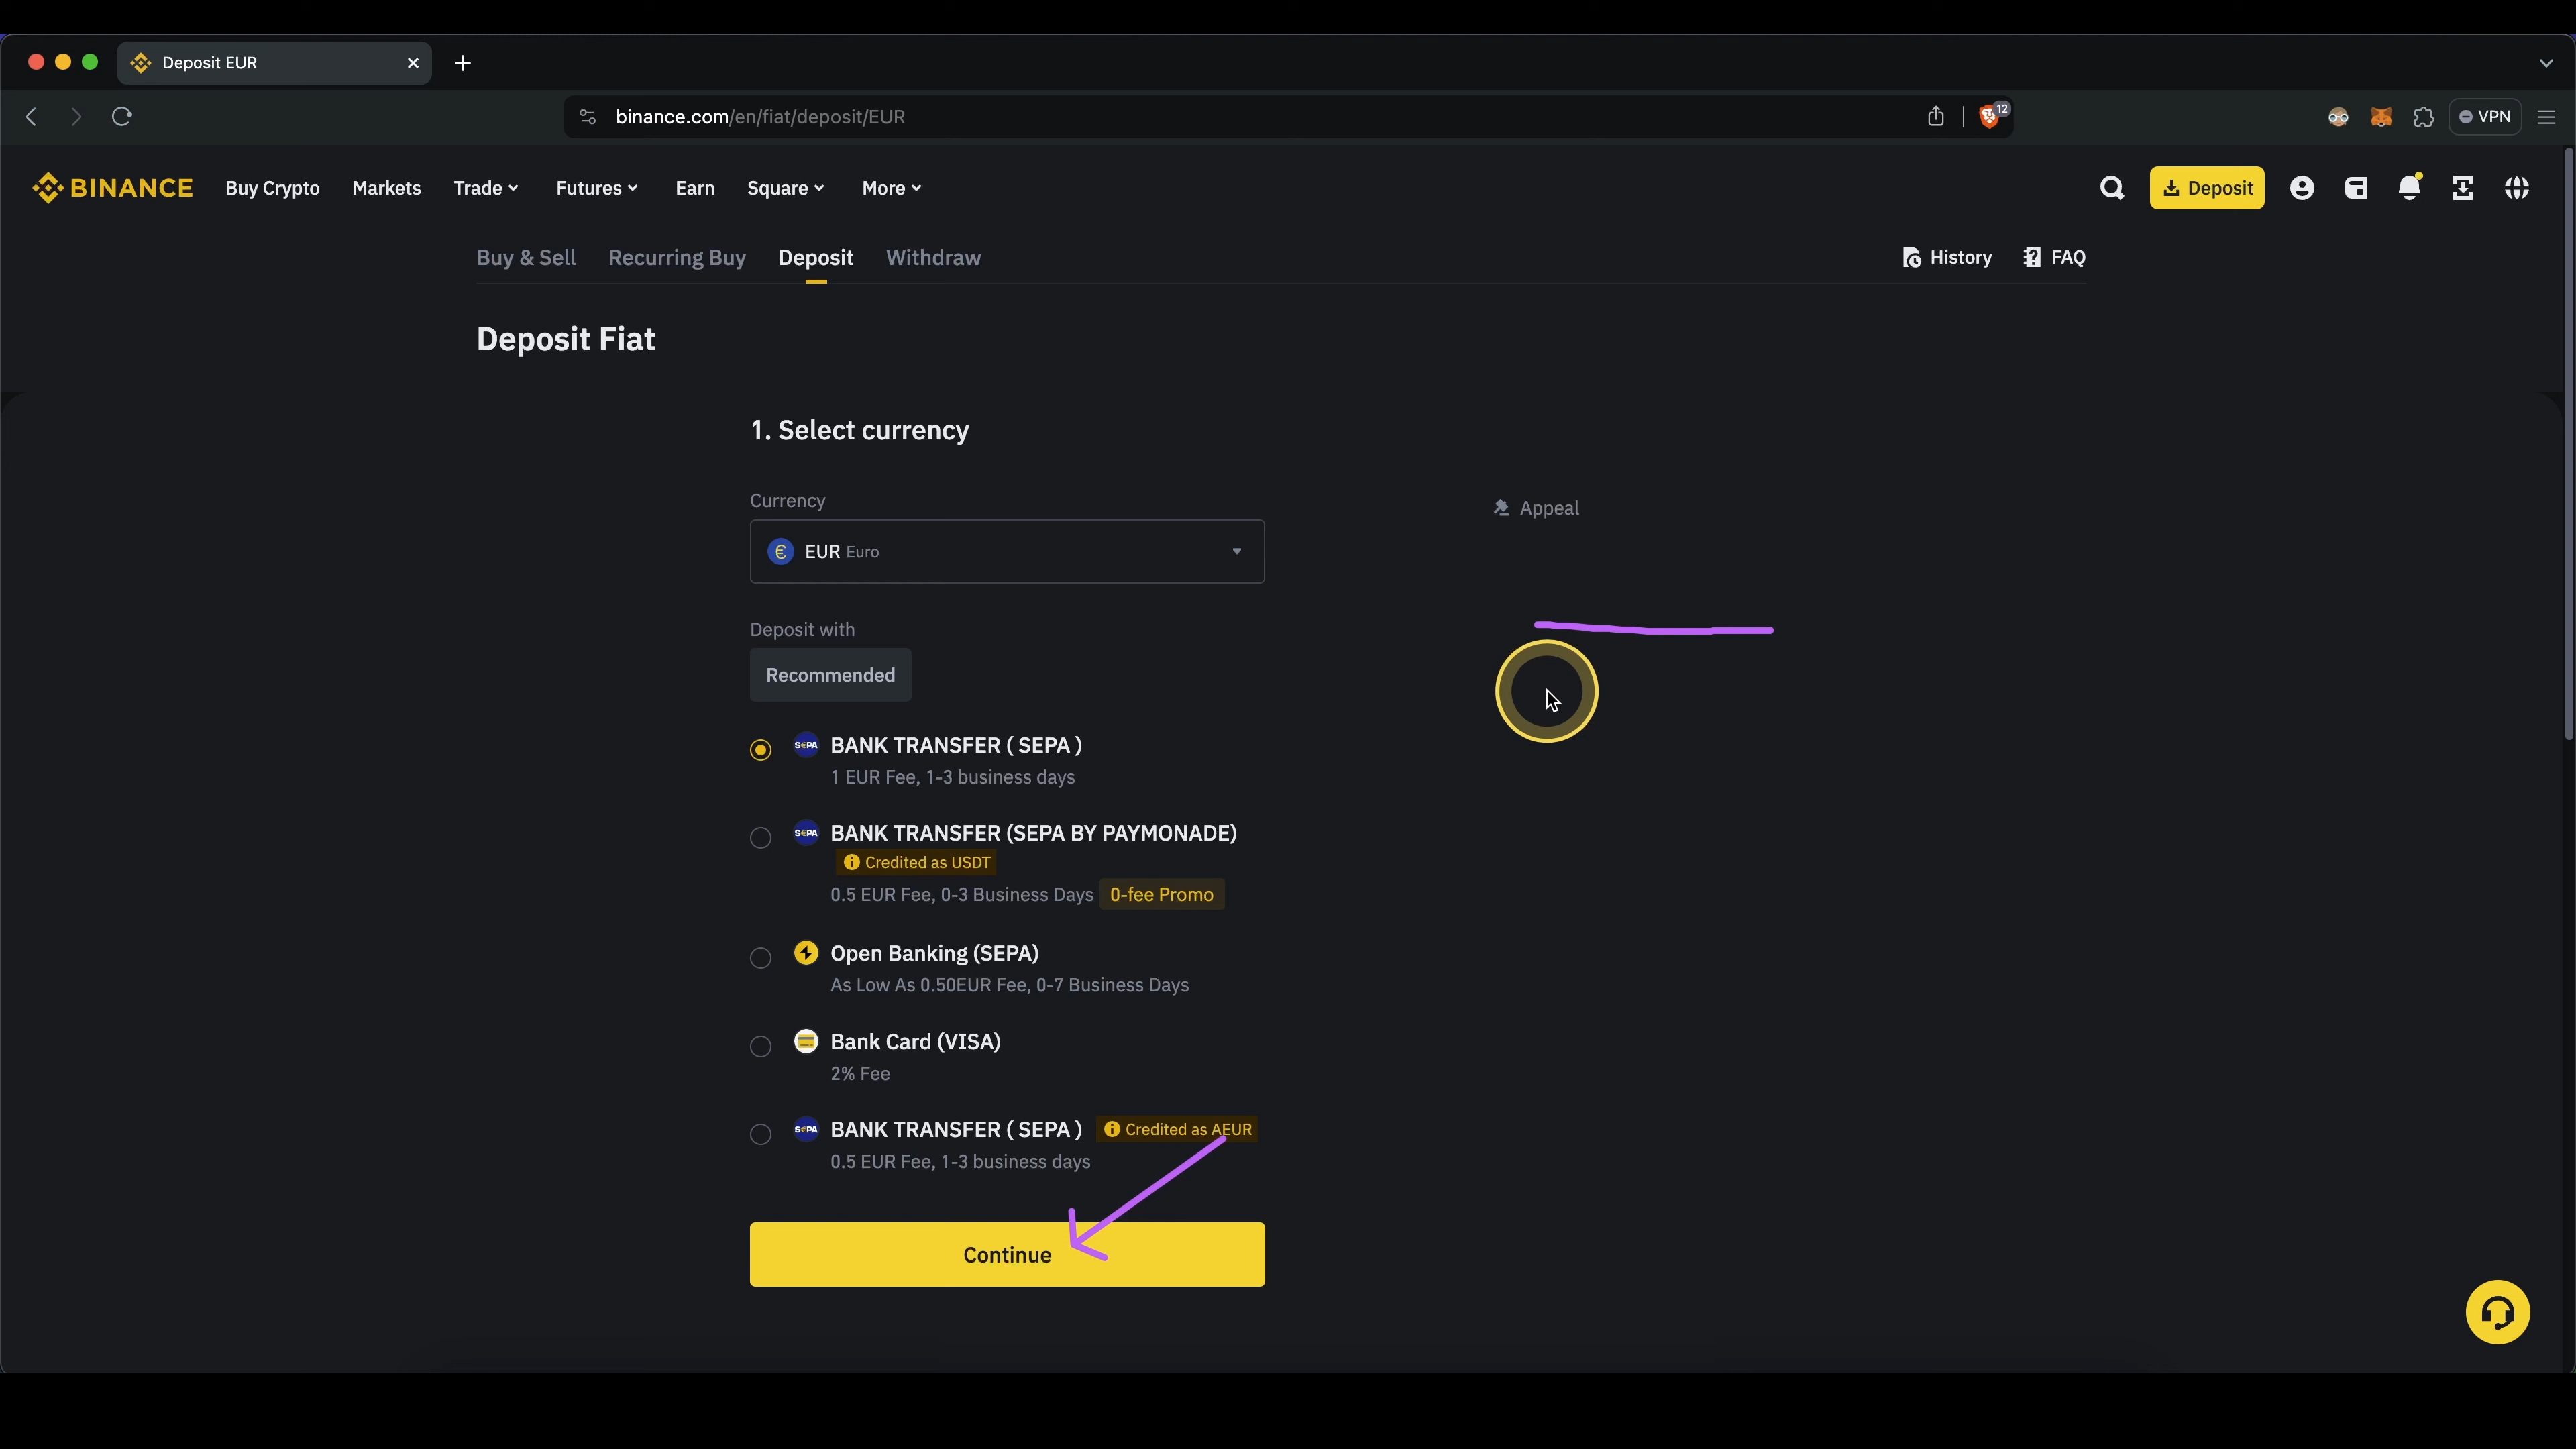 Deposit EUR
binance.com/en/fiat/deposit/EUR
12
VPN
BINANCE Buy Crypto Markets Trade Futures Earn Square More Deposit
Buy & Sell Recurring Buy Deposit Withdraw History FAQ
Deposit Fiat
1. Select currency
Currency
Appeal
€ EUR Euro
Deposit with
Recommended
S€PA BANK TRANSFER ( SEPA )
1 EUR Fee, 1-3 business days
S€PA BANK TRANSFER (SEPA BY PAYMONADE)
Credited as USDT
0.5 EUR Fee, 0-3 Business Days 0-fee Promo
Open Banking (SEPA)
As Low As 0.50EUR Fee, 0-7 Business Days
Bank Card (VISA)
2% Fee
S€PA BANK TRANSFER ( SEPA ) Credited as AEUR
0.5 EUR Fee, 1-3 business days
Continue